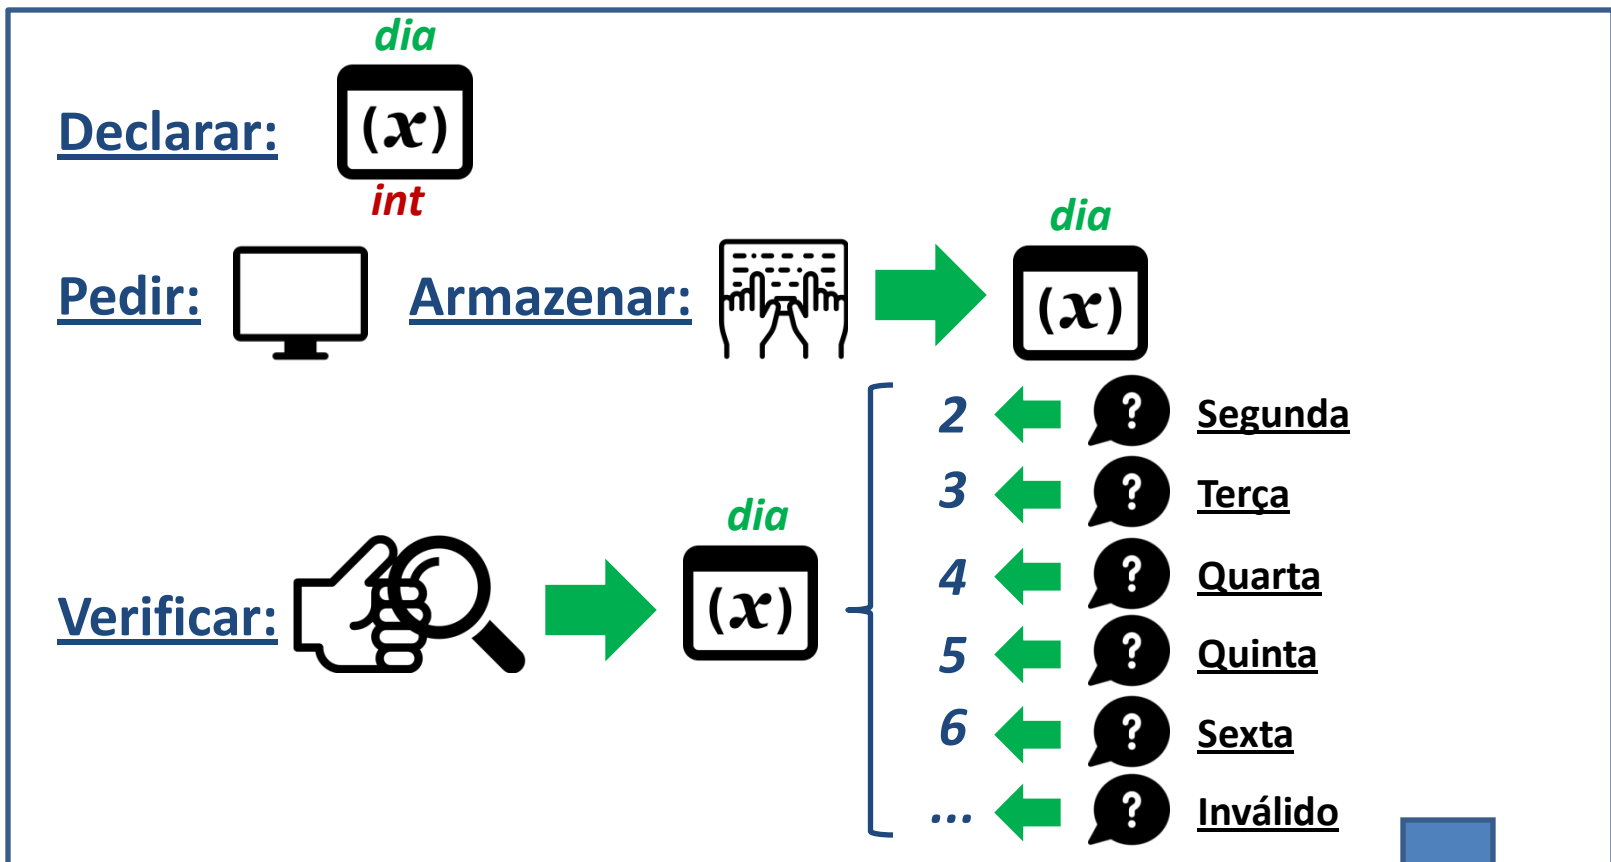 dia
Declarar:
(x)
int
dia
Pedir:
Armazenar:
(x)
2 ? Segunda
3 ? Terça
dia
4 ? Quarta
Verificar:
(x)
5 ? Quinta
6 ? Sexta
... ? Inválido